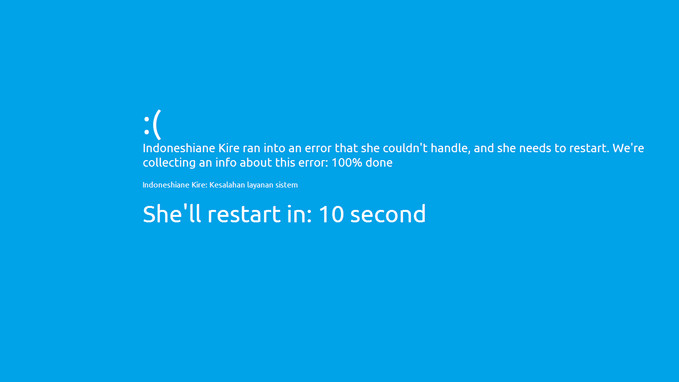 :(
Indoneshiane Kire ran into an error that she couldn't handle, and she needs to restart. We're
collecting an info about this error: 100% done
Indoneshiane Kire: Kesalahan layanan sistem
She'll restart in: 10 second